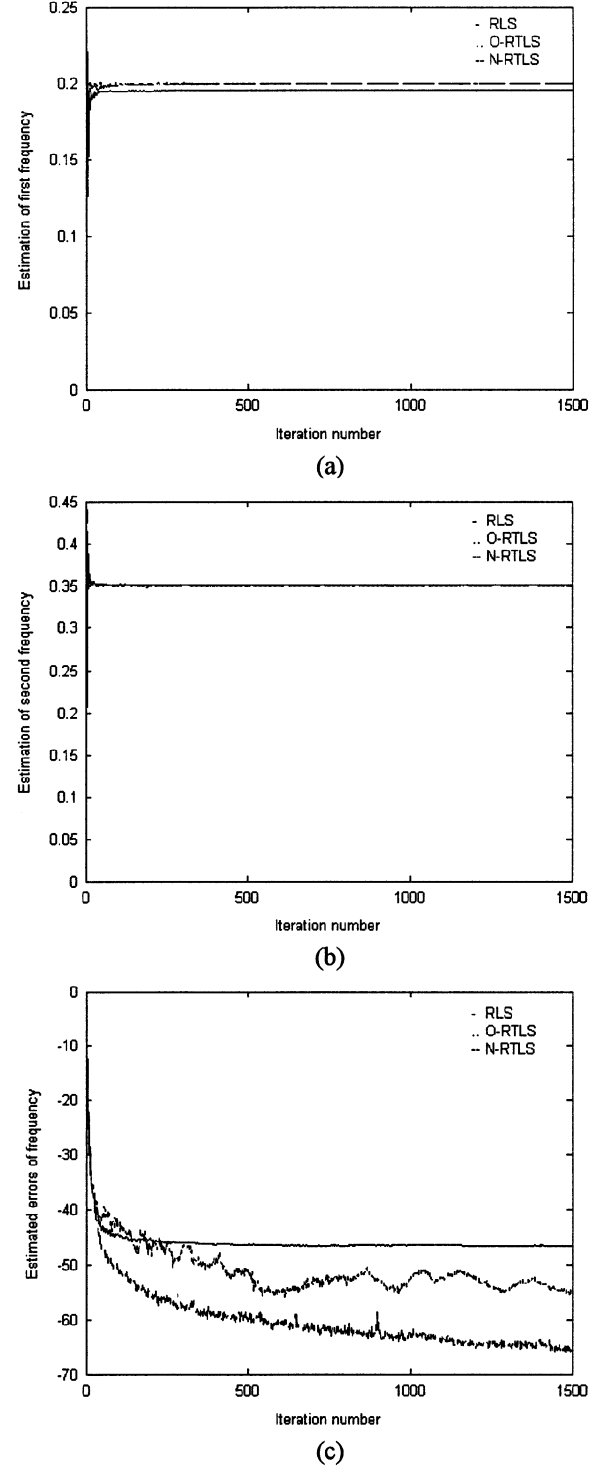 0.25
0.2
0.15
0.1
0.05
0
Estimation of first frequency
- RLS
.. O-RTLS
-- N-RTLS
0 500 1000 1500
Iteration number
(a)
0.45
0.4
0.35
0.3
0.25
0.2
0.15
0.1
0.05
0
Estimation of second frequency
- RLS
.. O-RTLS
-- N-RTLS
0 500 1000 1500
Iteration number
(b)
0
-10
-20
-30
-40
-50
-60
-70
Estimated errors of frequency
- RLS
.. O-RTLS
-- N-RTLS
0 500 1000 1500
Iteration number
(c)